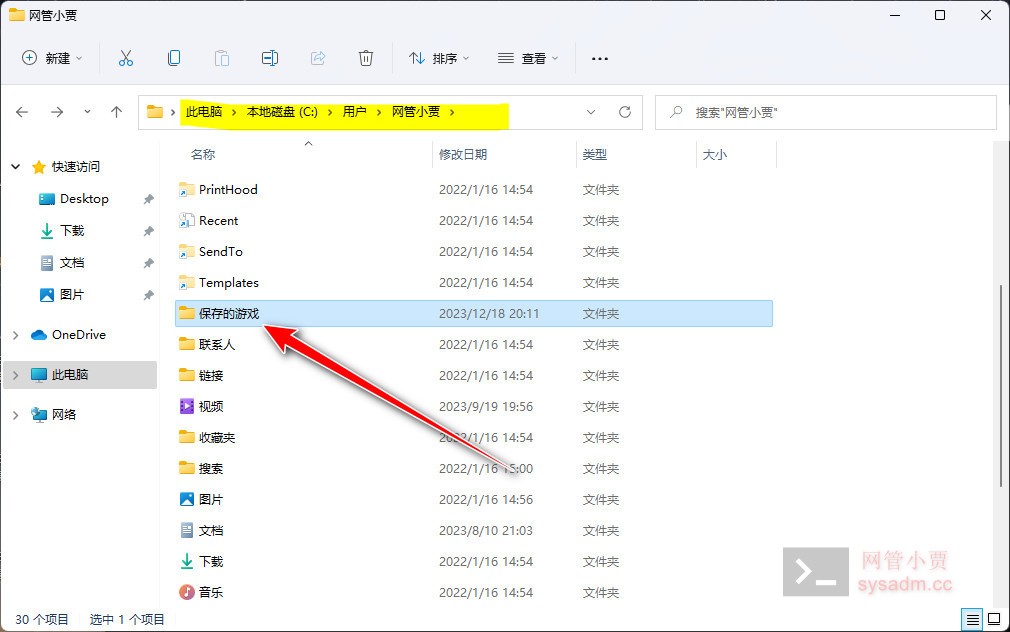 网管小贾
新建 排序 查看 ...
此电脑 > 本地磁盘 (C:) > 用户 > 网管小贾 > 搜索"网管小贾"
名称 修改日期 类型 大小
快速访问
Desktop
下载
文档
图片
OneDrive
此电脑
网络
PrintHood 2022/1/16 14:54 文件夹
Recent 2022/1/16 14:54 文件夹
SendTo 2022/1/16 14:54 文件夹
Templates 2022/1/16 14:54 文件夹
保存的游戏 2023/12/18 20:11 文件夹
联系人 2022/1/16 14:54 文件夹
链接 2022/1/16 14:54 文件夹
视频 2023/9/19 19:56 文件夹
收藏夹 2022/1/16 14:54 文件夹
搜索 2022/1/16 15:00 文件夹
图片 2022/1/16 14:56 文件夹
文档 2023/8/10 21:03 文件夹
下载 2022/1/16 14:54 文件夹
音乐 2022/1/16 14:54 文件夹
网管小贾
sysadm.cc
30 个项目 选中 1 个项目